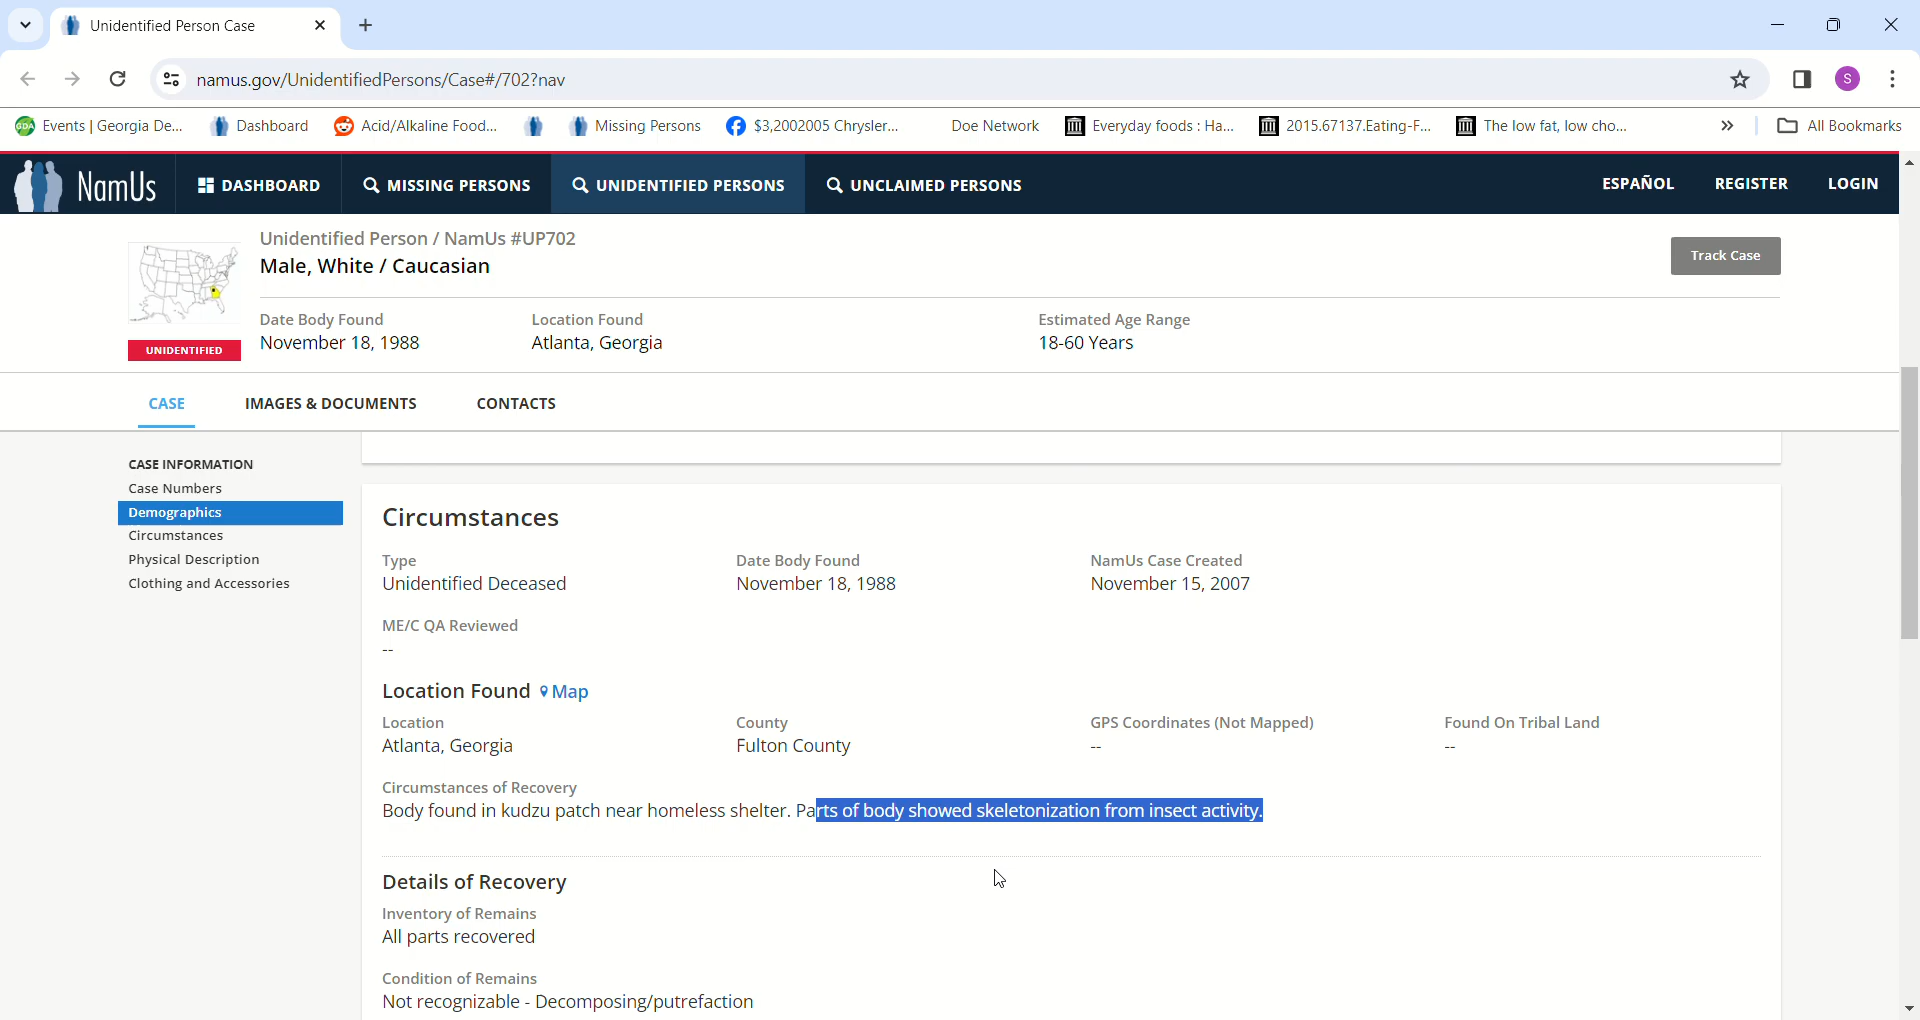 Unidentified Person Case
namus.gov/UnidentifiedPersons/Case#/702?nav
S
Events | Georgia De... Dashboard Acid/Alkaline Food... Missing Persons $3,2002005 Chrysler... Doe Network Everyday foods : Ha... 2015.67137.Eating-F... The low fat, low cho... » All Bookmarks
NamUs DASHBOARD MISSING PERSONS UNIDENTIFIED PERSONS UNCLAIMED PERSONS ESPAÑOL REGISTER LOGIN
Unidentified Person / NamUs #UP702
Male, White / Caucasian
Track Case
Date Body Found Location Found Estimated Age Range
November 18, 1988 Atlanta, Georgia 18-60 Years
UNIDENTIFIED
CASE IMAGES & DOCUMENTS CONTACTS
CASE INFORMATION
Case Numbers
Demographics
Circumstances
Physical Description
Clothing and Accessories
Circumstances
Type Date Body Found NamUs Case Created
Unidentified Deceased November 18, 1988 November 15, 2007
ME/C QA Reviewed
--
Location Found Map
Location County GPS Coordinates (Not Mapped) Found On Tribal Land
Atlanta, Georgia Fulton County -- --
Circumstances of Recovery
Body found in kudzu patch near homeless shelter. Parts of body showed skeletonization from insect activity.
Details of Recovery
Inventory of Remains
All parts recovered
Condition of Remains
Not recognizable - Decomposing/putrefaction